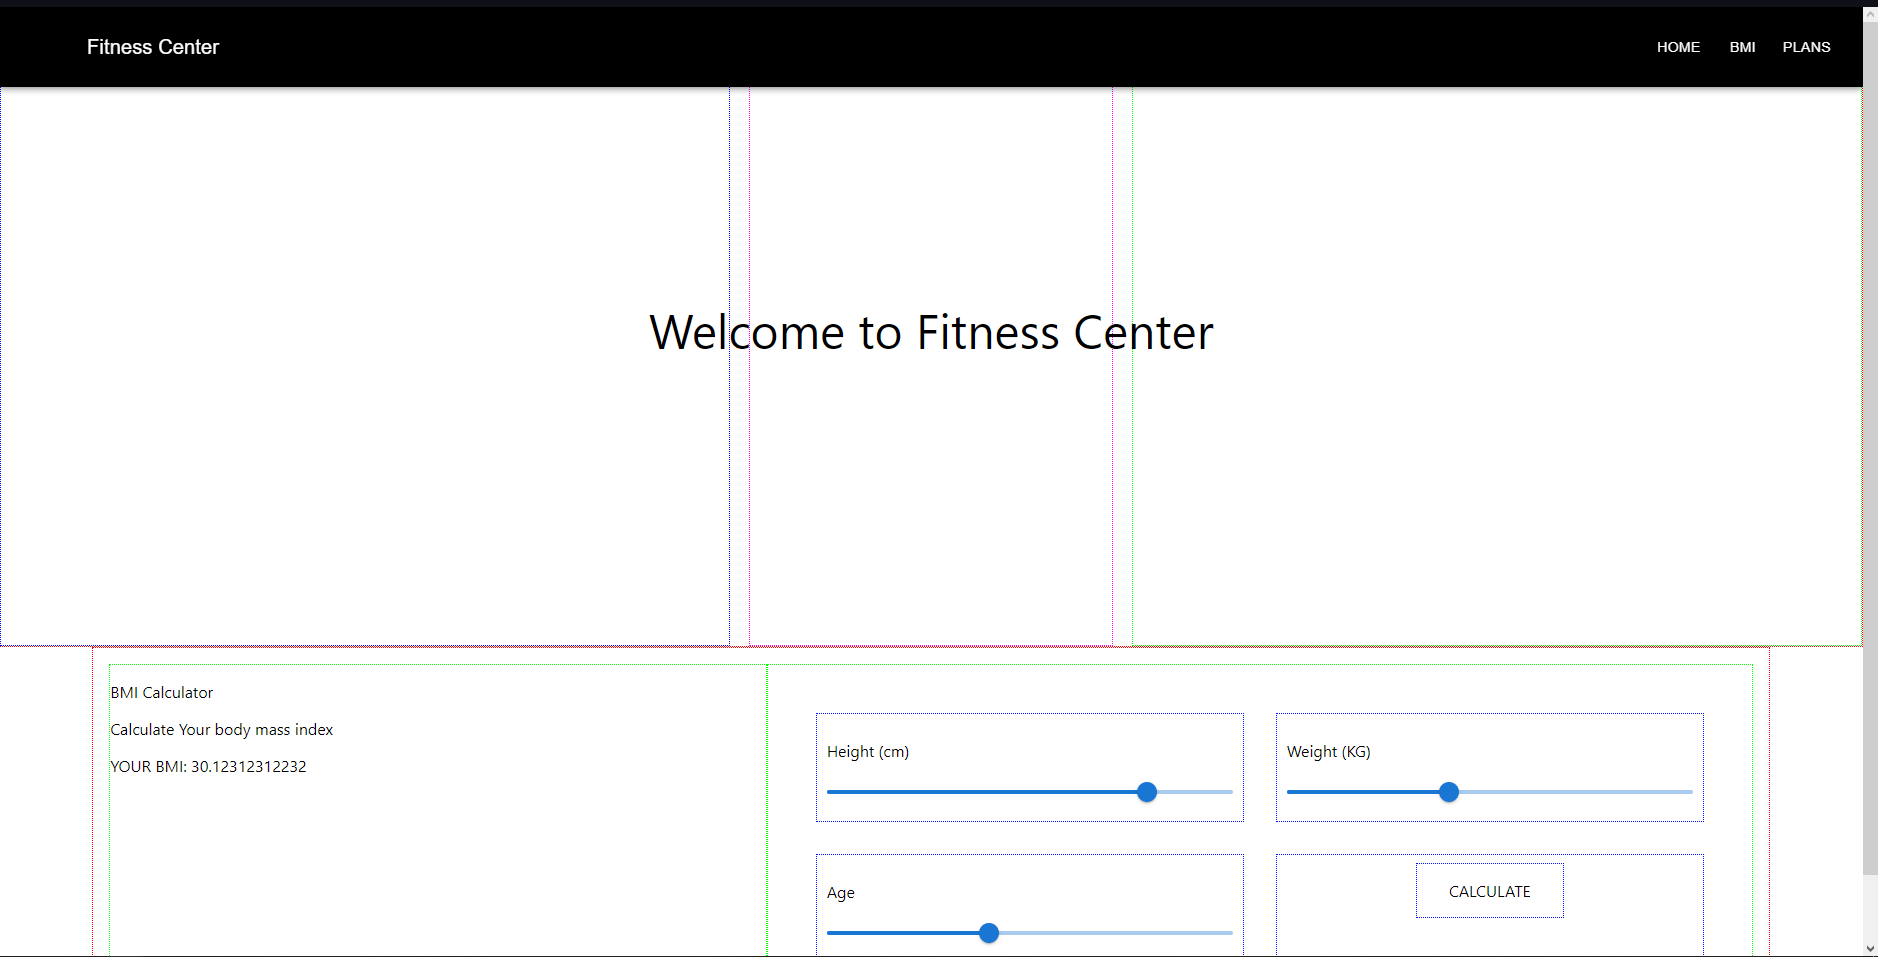 Fitness Center
HOME BMI PLANS
Welcome to Fitness Center
BMI Calculator
Calculate Your body mass index
YOUR BMI: 30.12312312232
Height (cm)
Weight (KG)
Age
CALCULATE